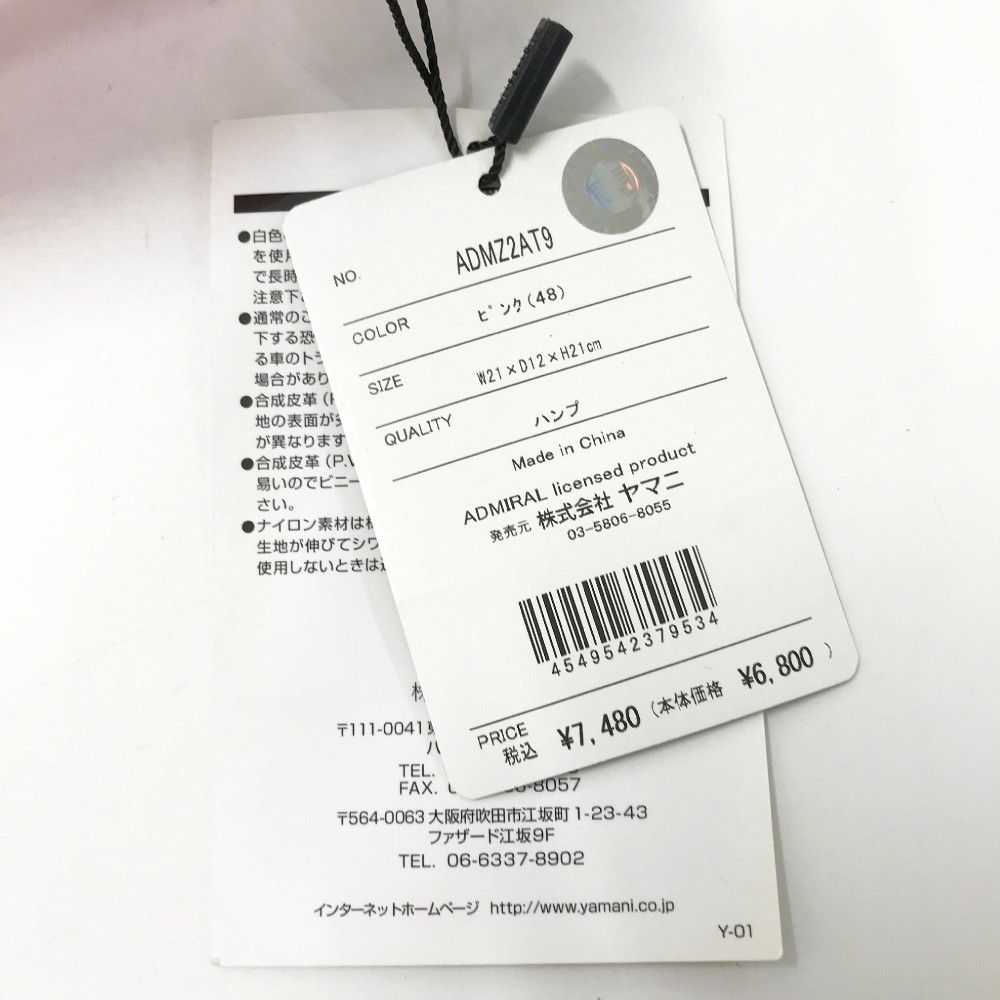 NO. ADMZ2AT9
COLOR ピンク(48)
SIZE W21×D12×H21cm
QUALITY ハンプ
Made in China
ADMIRAL licensed product
発売元 株式会社 ヤマニ
03-5806-8055
4549542379534
PRICE
税込 ¥7,480 (本体価格 ¥6,800 )
●白色
を使用
で長時
注意下
●通常のご
下する恐
る車のトラ
場合があり
●合成皮革(
地の表面が
が異なります
●合成皮革(P.V
易いのでビニー
さい。
●ナイロン素材は
生地が伸びてシワ
使用しないときは
〒111-0041
TEL.
FAX. 8057
〒564-0063 大阪府吹田市江坂町 1-23-43
ファザード江坂9F
TEL. 06-6337-8902
インターネットホームページ http://www.yamani.co.jp
Y-01